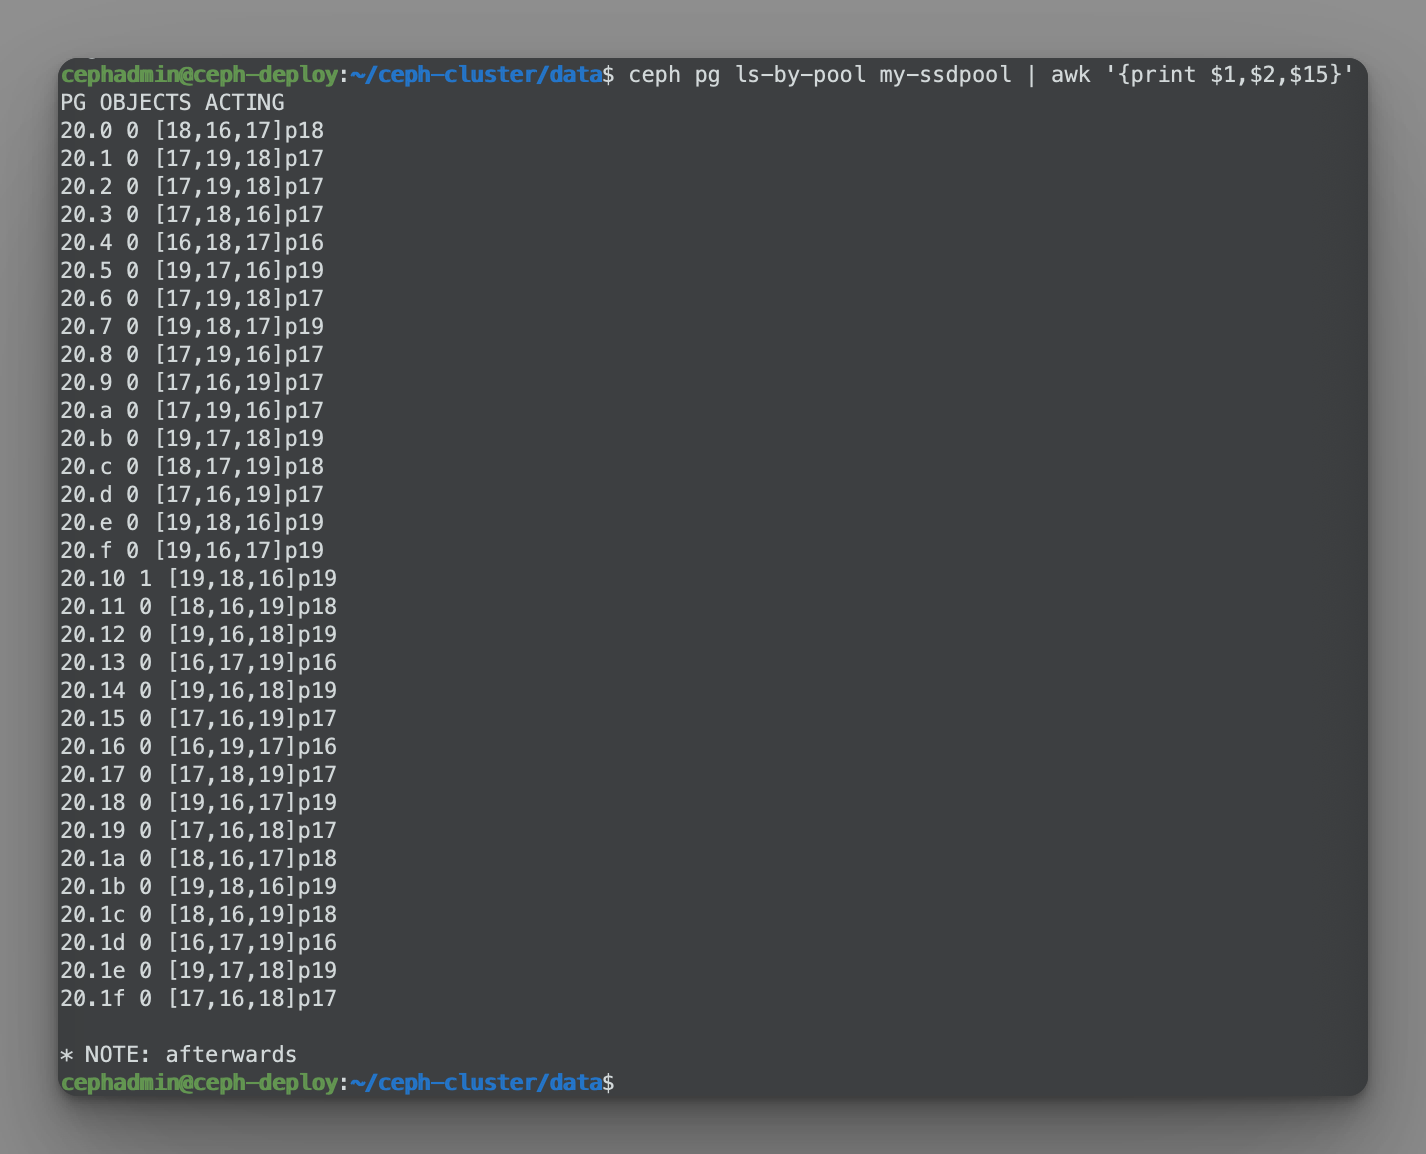 cephadmin@ceph-deploy:~/ceph-cluster/data$ ceph pg ls-by-pool my-ssdpool | awk '{print $1,$2,$15}'
PG OBJECTS ACTING
20.0 0 [18,16,17]p18
20.1 0 [17,19,18]p17
20.2 0 [17,19,18]p17
20.3 0 [17,18,16]p17
20.4 0 [16,18,17]p16
20.5 0 [19,17,16]p19
20.6 0 [17,19,18]p17
20.7 0 [19,18,17]p19
20.8 0 [17,19,16]p17
20.9 0 [17,16,19]p17
20.a 0 [17,19,16]p17
20.b 0 [19,17,18]p19
20.c 0 [18,17,19]p18
20.d 0 [17,16,19]p17
20.e 0 [19,18,16]p19
20.f 0 [19,16,17]p19
20.10 1 [19,18,16]p19
20.11 0 [18,16,19]p18
20.12 0 [19,16,18]p19
20.13 0 [16,17,19]p16
20.14 0 [19,16,18]p19
20.15 0 [17,16,19]p17
20.16 0 [16,19,17]p16
20.17 0 [17,18,19]p17
20.18 0 [19,16,17]p19
20.19 0 [17,16,18]p17
20.1a 0 [18,16,17]p18
20.1b 0 [19,18,16]p19
20.1c 0 [18,16,19]p18
20.1d 0 [16,17,19]p16
20.1e 0 [19,17,18]p19
20.1f 0 [17,16,18]p17
* NOTE: afterwards
cephadmin@ceph-deploy:~/ceph-cluster/data$